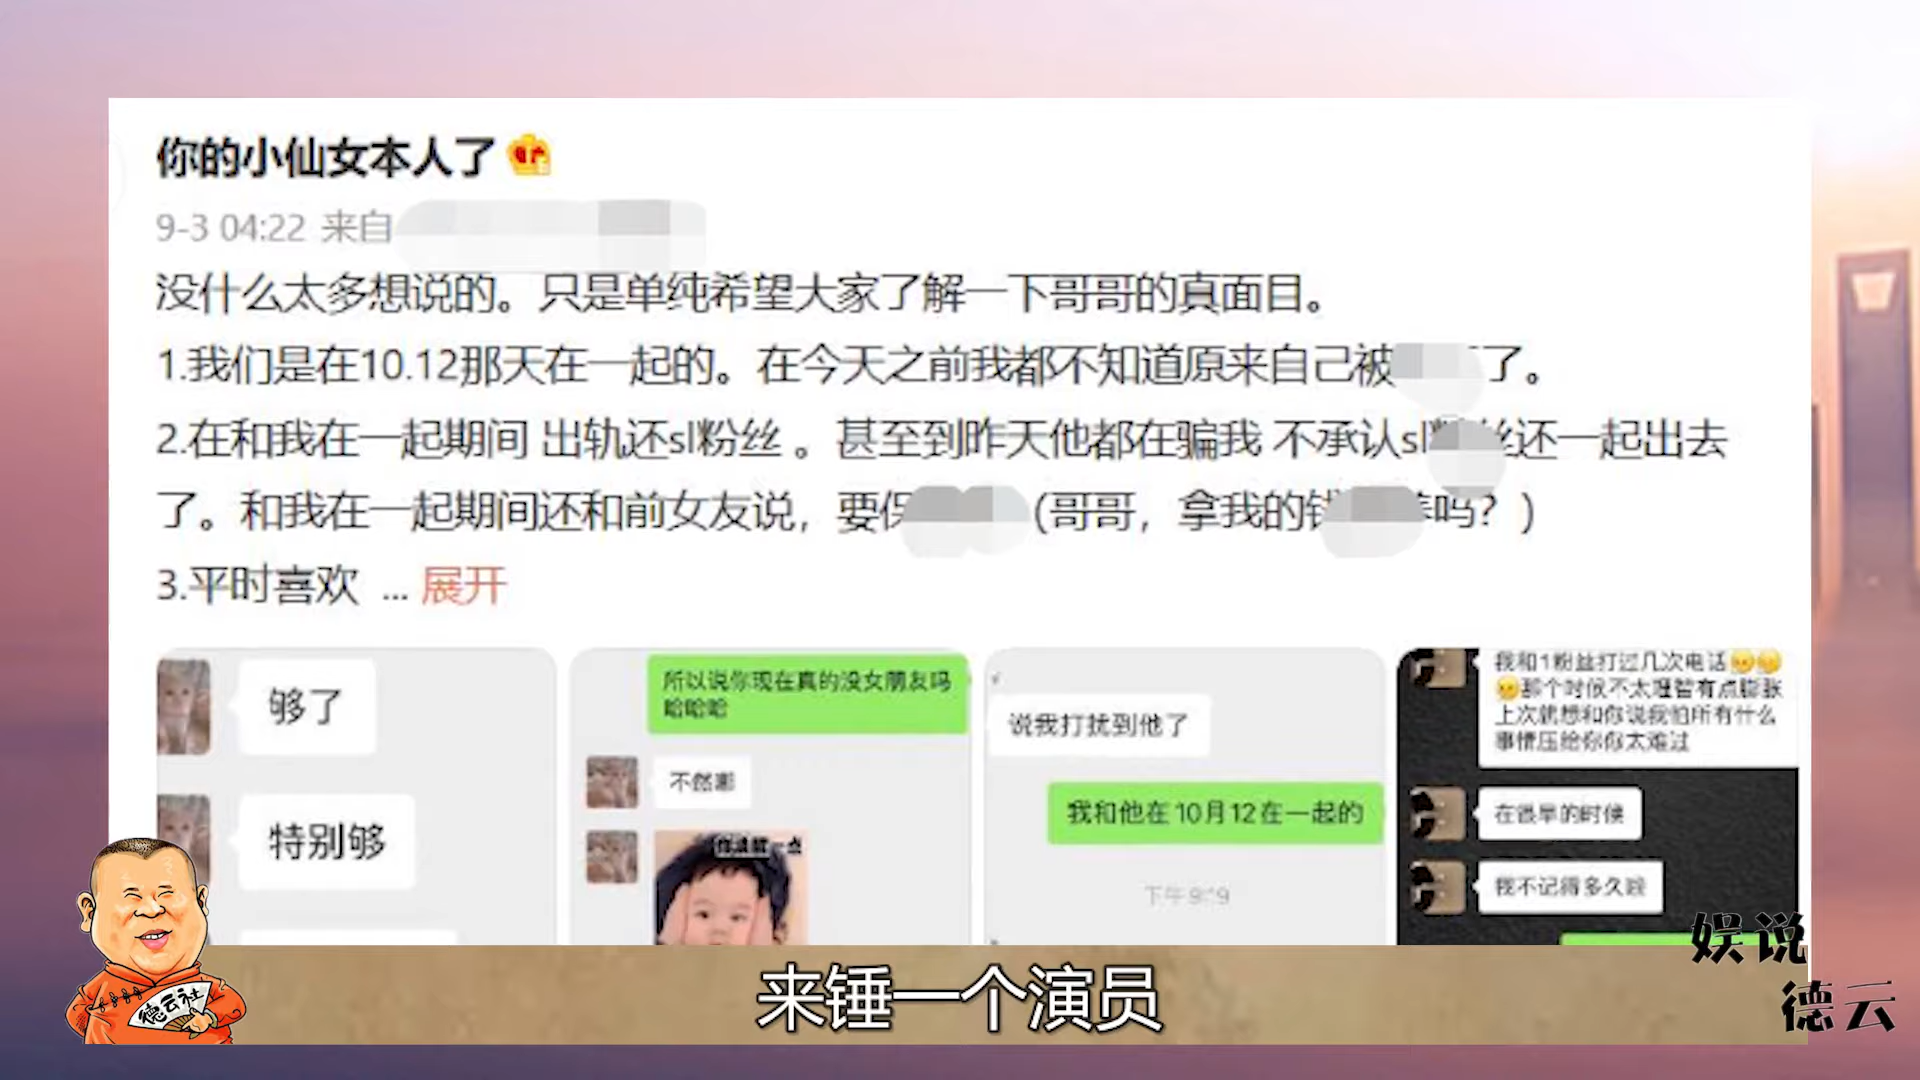 你的小仙女本人了
9-3 04:22 来自
没什么太多想说的。只是单纯希望大家了解一下哥哥的真面目。
1.我们是在10.12那天在一起的。在今天之前我都不知道原来自己被 了。
2.在和我在一起期间 出轨还sl粉丝 。甚至到昨天他都在骗我 不承认sl粉丝还一起出去
了。和我在一起期间还和前女友说，要保 (哥哥，拿我的钱 养吗？)
3.平时喜欢 ... 展开
够了
特别够
所以说你现在真的没女朋友吗
哈哈哈
不然嘞
说我打扰到他了
我和他在10月12在一起的
我和1粉丝打过几次电话
那个时候不太理智有点膨胀
上次就想和你说我怕所有什么
事情压给你你太难过
在很早的时候
我不记得多久啦
德云社
来锤一个演员
娱说
德云